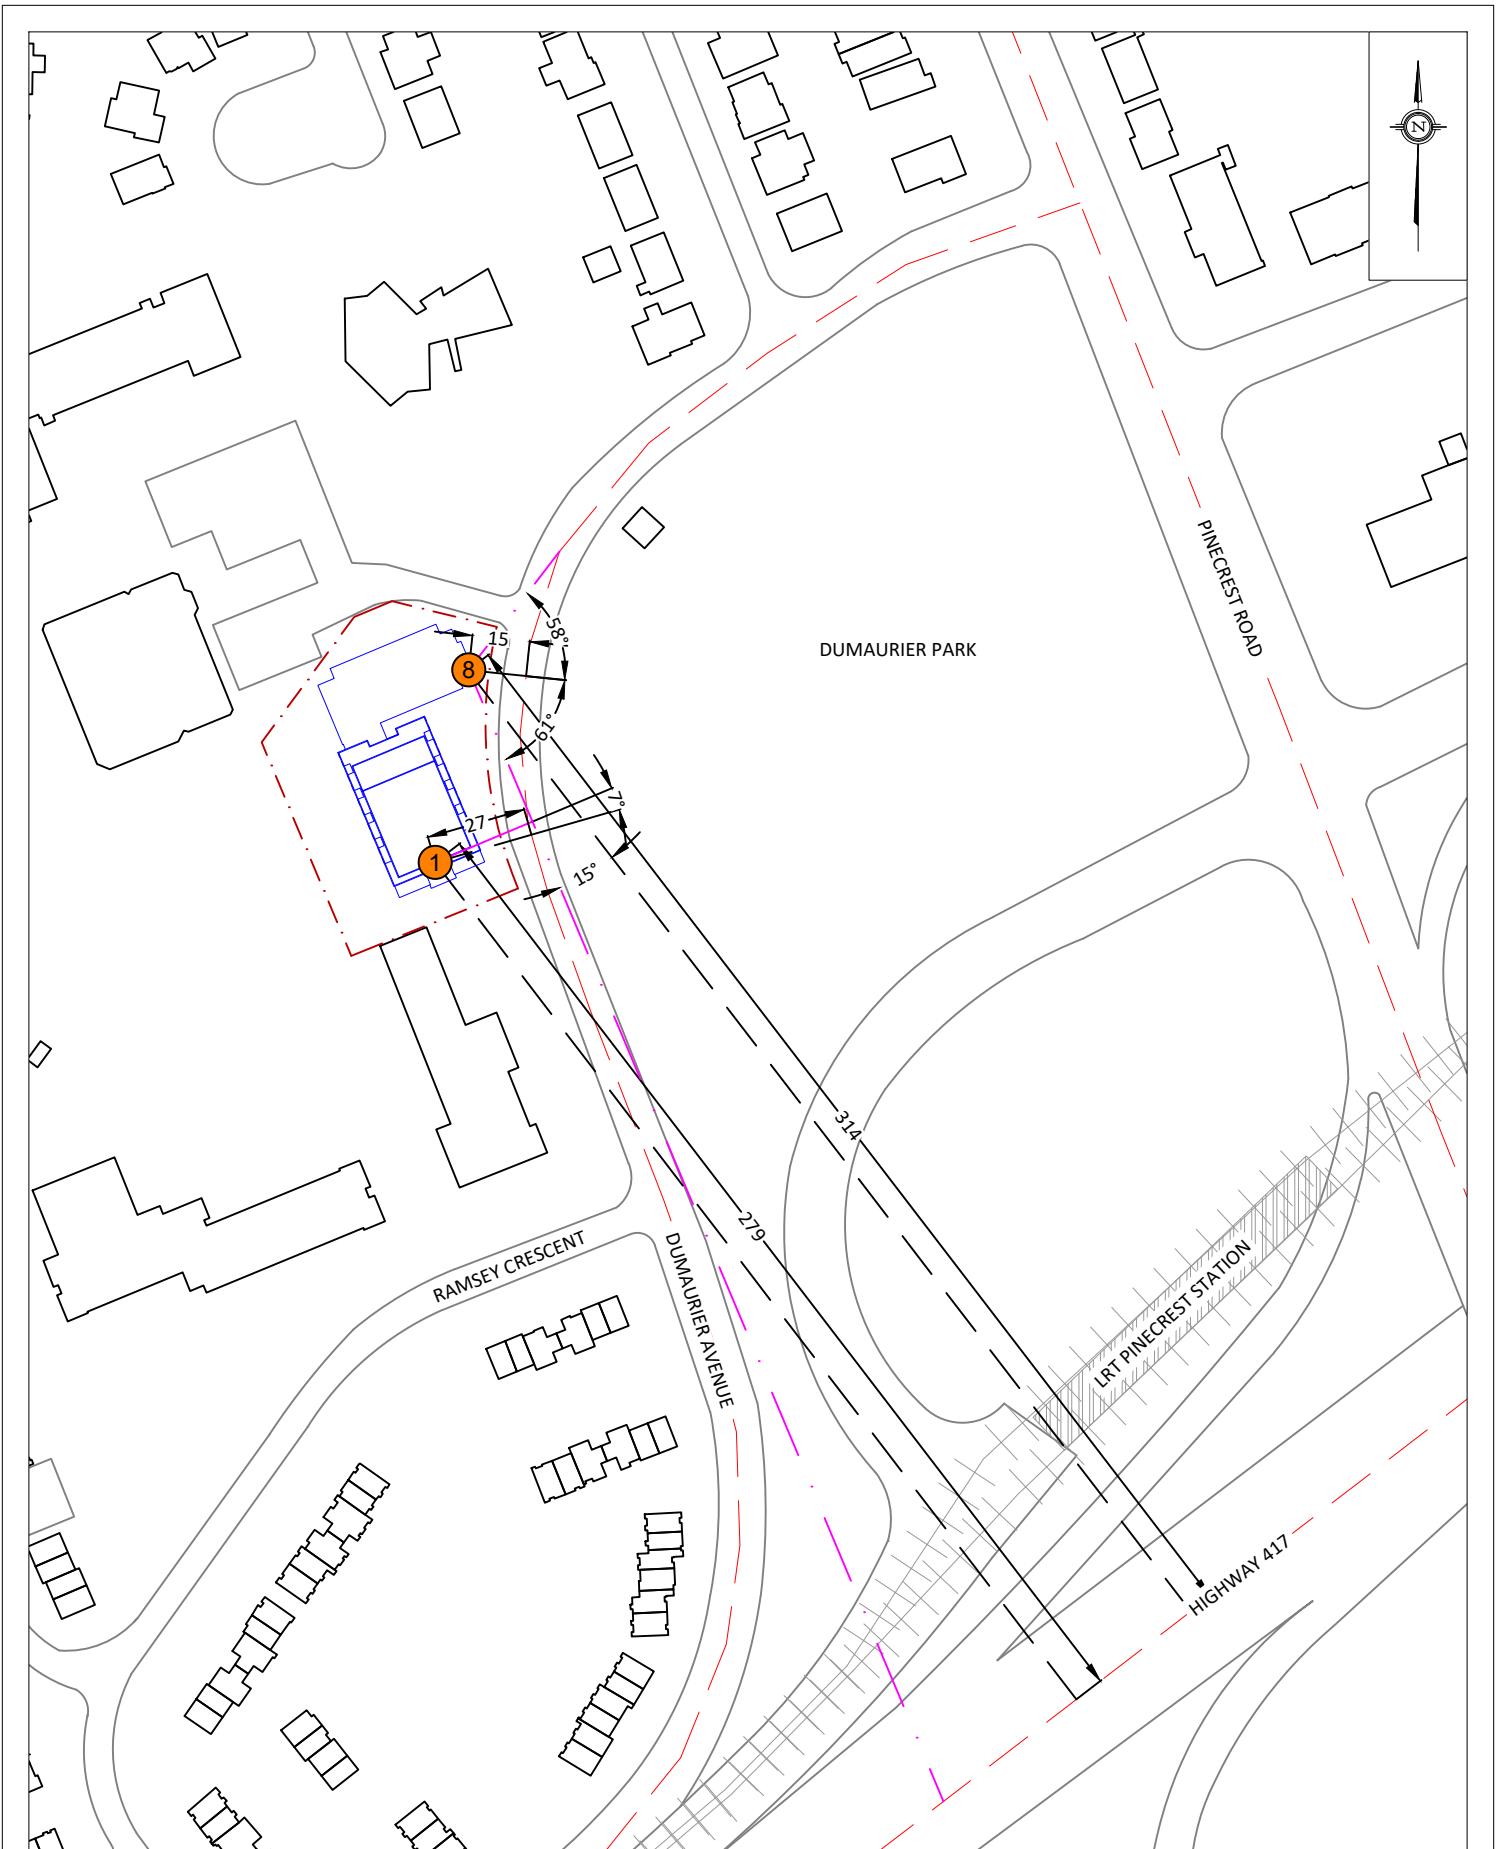 N
PINECREST ROAD
58°
15
8
DUMAURIER PARK
61°
7°
27
1
15°
314
279
RAMSEY CRESCENT
DUMAURIER AVENUE
LRT PINECREST STATION
HIGHWAY 417